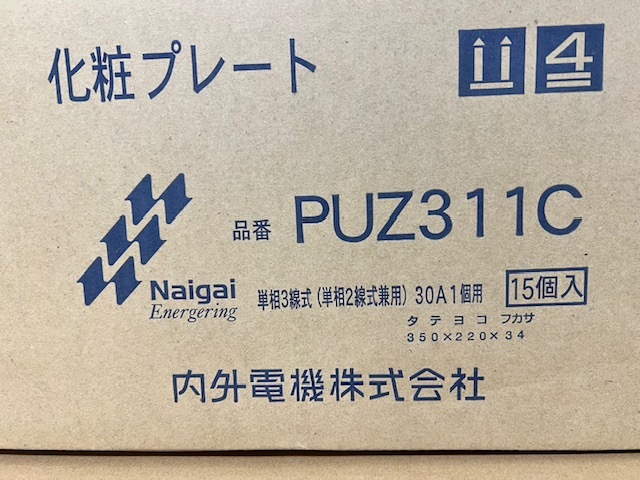 化粧プレート
4
品番 PUZ311C
Naigai
Energering
単相3線式(単相2線式兼用) 30A1個用 15個入
タテヨコフカサ
350×220×34
内外電機株式会社